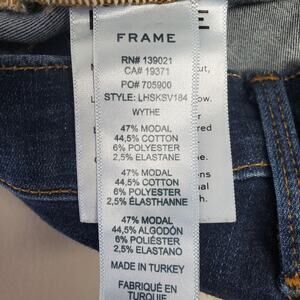 FRAME
RN# 139021
CA# 19371
PO# 705900
STYLE: LHSKSV184
WYTHE
47% MODAL
44,5% COTTON
6% POLYESTER
2,5% ELASTANE
47% MODAL
44,5% COTTON
6% POLYESTER
2,5% ÉLASTHANNE
47% MODAL
44,5% ALGODÓN
6% POLIÉSTER
2,5% ELASTANO
MADE IN TURKEY
FABRIQUÉ EN
TURQUIE